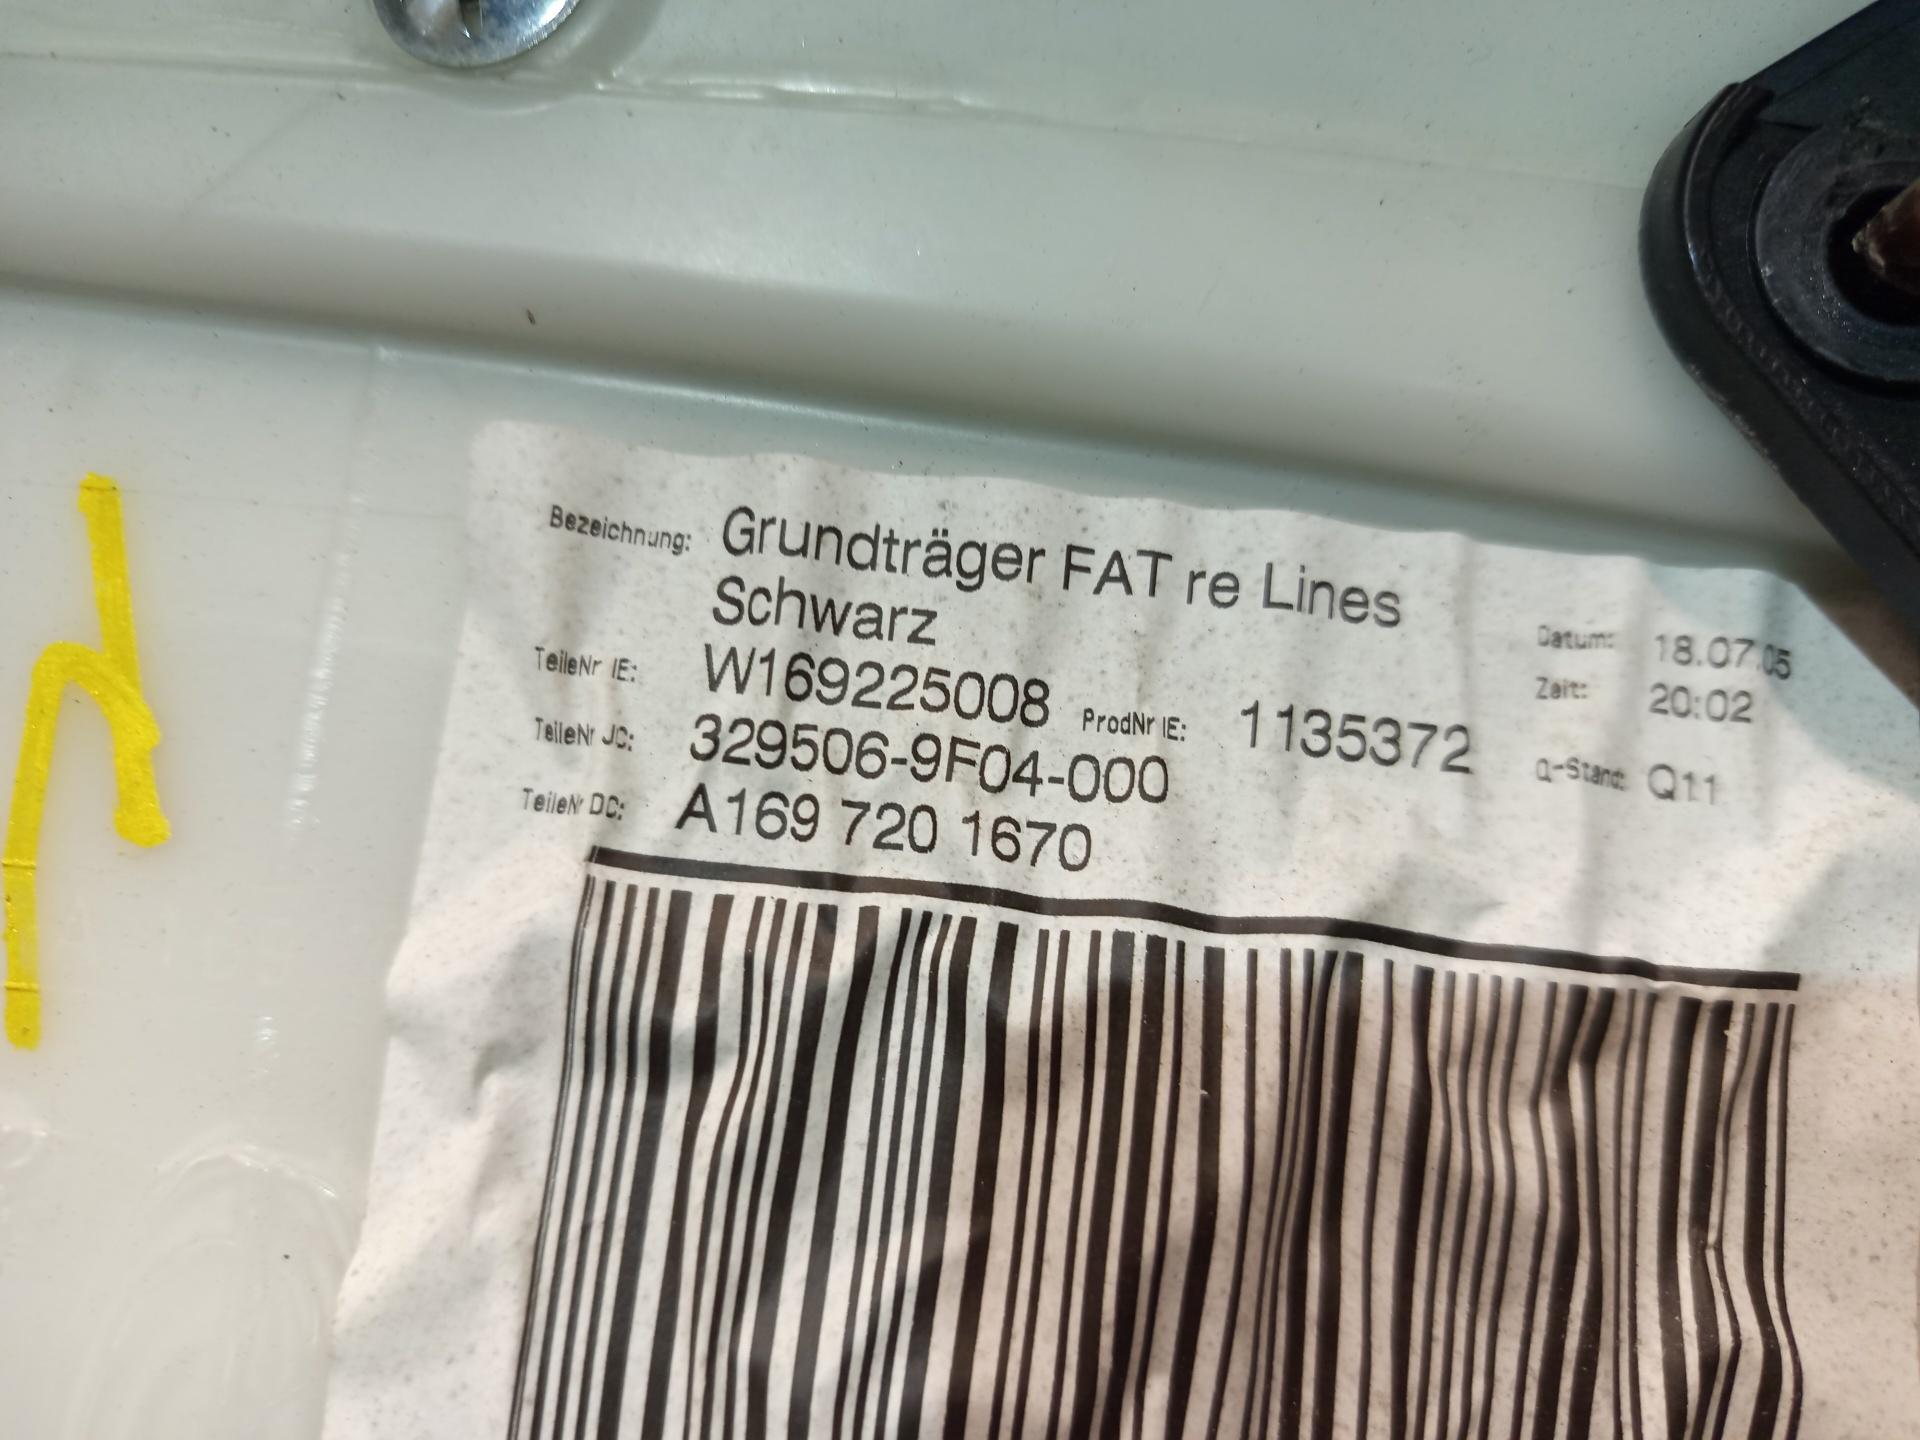 Bezeichnung: Grundträger FAT re Lines
Schwarz
Datum: 18.07.05
TeileNr IE: W169225008 ProdNr IE: 1135372
Zeit: 20:02
TeileNr JC: 329506-9F04-000
Q-Stand: Q11
TeileNr DC: A169 720 1670